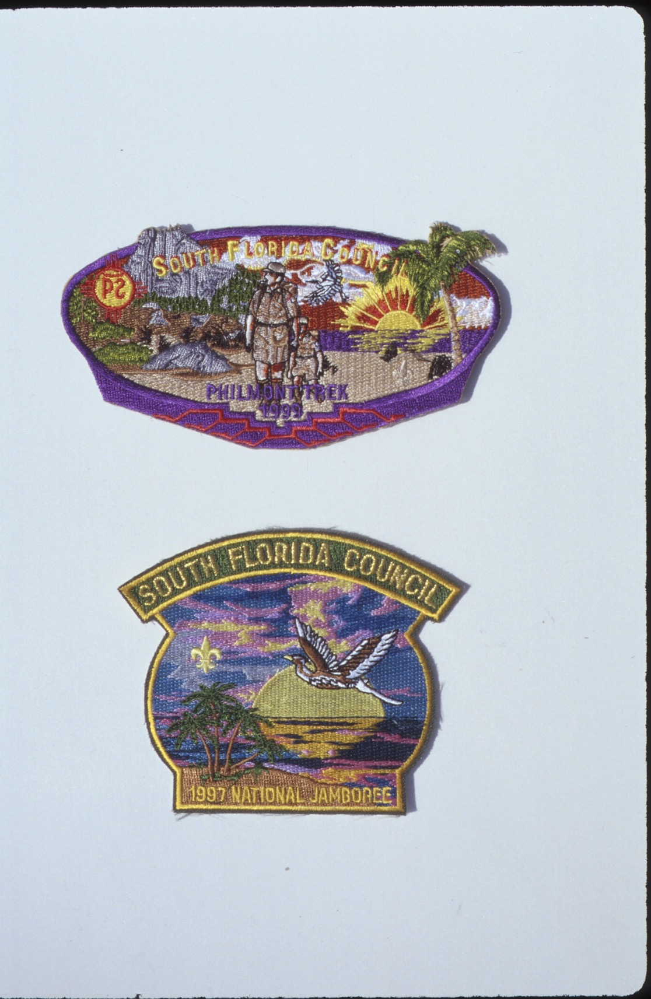 SOUTH FLORIDA COUNCIL
PHILMONT TREK
1999
SOUTH FLORIDA COUNCIL
1997 NATIONAL JAMBOREE